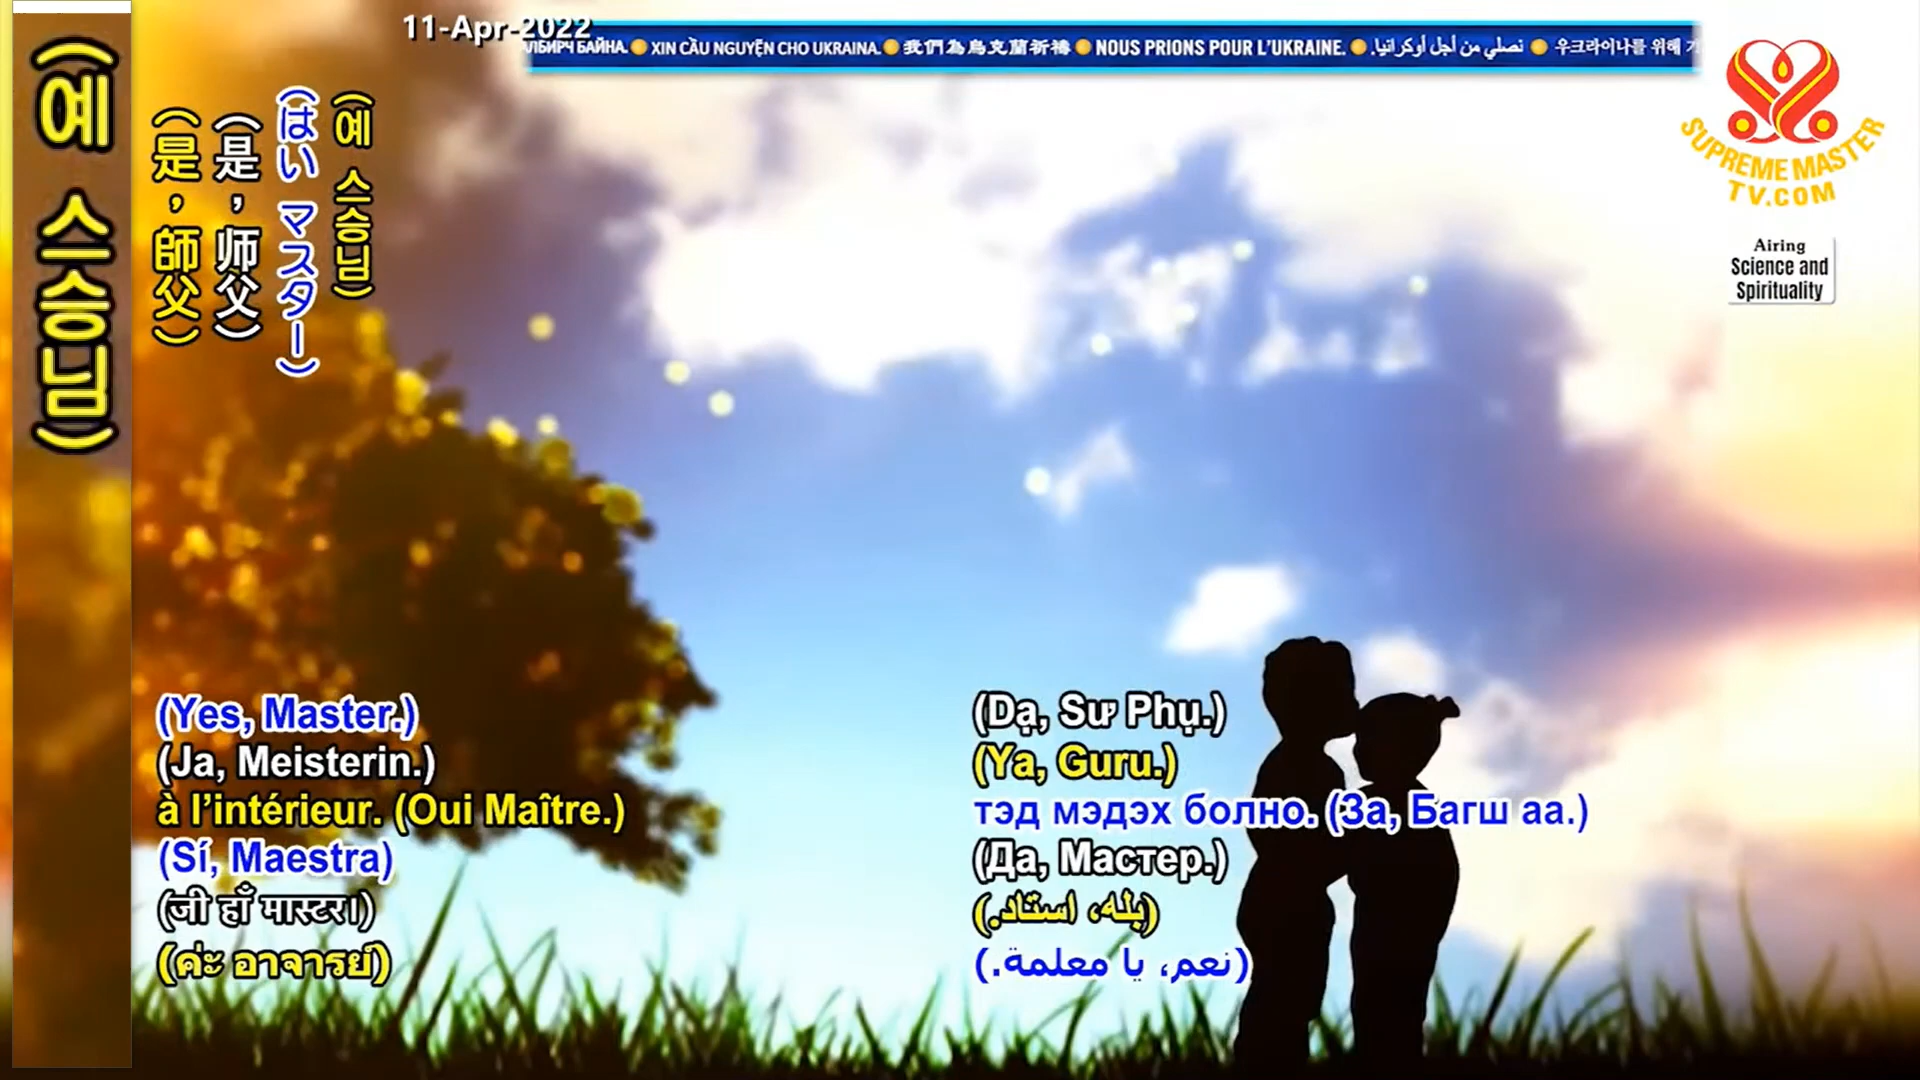 11-Apr-2022
ЛБИРЧ БАЙНА. XIN CẦU NGUYỆN CHO UKRAINA. 我們為烏克蘭祈禱 NOUS PRIONS POUR L’UKRAINE. نصلي من أجل أوكرانيا. 우크라이나를 위해 기
SUPREME MASTER
TV.COM
Airing
Science and
Spirituality
(예 스승님)
(是，師父)
(是，师父)
(はい マスター)
(예 스승님)
(Yes, Master.)
(Ja, Meisterin.)
à l’intérieur. (Oui Maître.)
(Sí, Maestra)
(जी हाँ मास्टर।)
(ค่ะ อาจารย์)
(Dạ, Sư Phụ.)
(Ya, Guru.)
тэд мэдэх болно. (За, Багш аа.)
(Да, Мастер.)
(بله، استاد.)
(نعم، يا معلمة.)